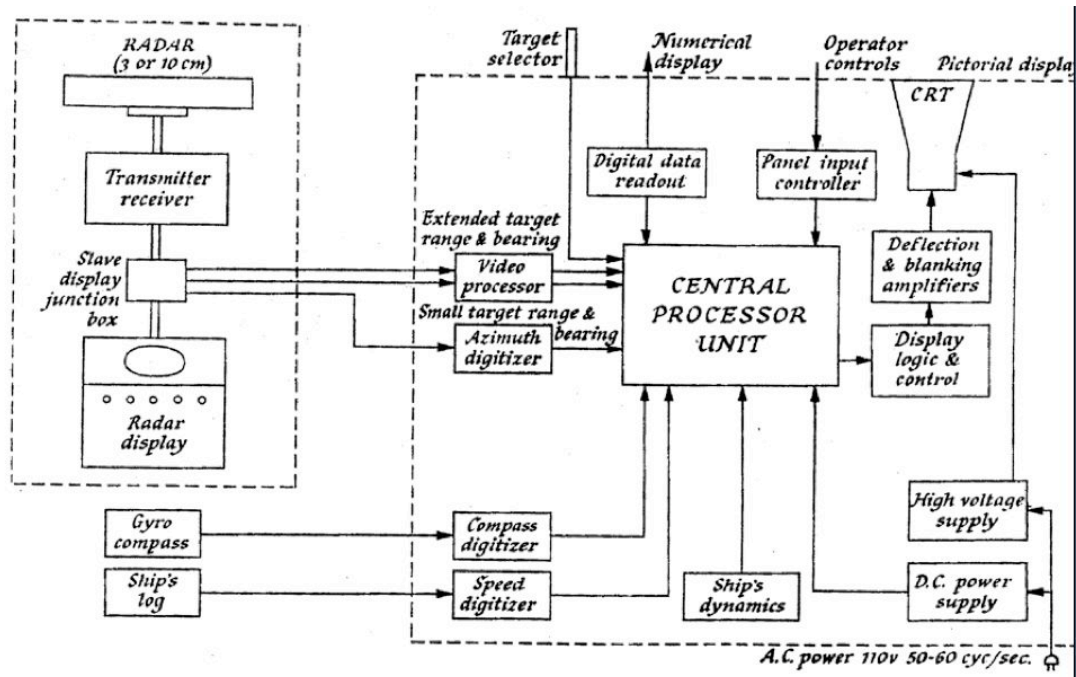 RADAR
(3 or 10 cm)
Transmitter
receiver
Slave
display
junction
box
Radar
display
Gyro
compass
Ship's
log
Target
selector
Numerical
display
Operator
controls
Pictorial display
CRT
Digital data
readout
Panel input
controller
Extended target
range & bearing
Video
processor
Small target range &
bearing
Azimuth
digitizer
CENTRAL
PROCESSOR
UNIT
Deflection
& blanking
amplifiers
Display
logic &
control
Compass
digitizer
Speed
digitizer
Ship's
dynamics
High voltage
supply
D.C. power
supply
A.C. power 110v 50-60 cyc/sec.